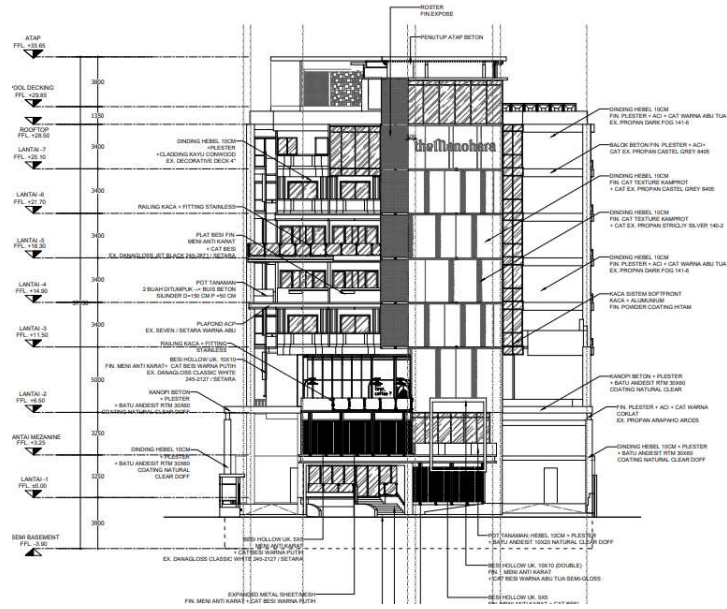 ATAP
FFL. +33.65
3800
POOL DECKING
FFL. +29.85
1350
ROOFTOP
FFL. +28.50
3400
LANTAI -7
FFL. +25.10
3400
LANTAI -6
FFL. +21.70
3400
LANTAI -5
FFL. +18.30
3400
LANTAI -4
FFL. +14.90
3400
LANTAI -3
FFL. +11.50
5000
LANTAI -2
FFL. +6.50
3250
LANTAI MEZANINE
FFL. +3.25
3250
LANTAI -1
FFL. ±0.00
3900
SEMI BASEMENT
FFL. -3.90
ROSTER
FIN.EXPOSE
PENUTUP ATAP BETON
theManohara
DINDING HEBEL 10CM
+PLESTER
+CLADDING KAYU CONWOOD
EX. DECORATIVE DECK 4"
RAILING KACA + FITTING STAINLESS
PLAT BESI FIN.
MENI ANTI KARAT
+ CAT BESI
EX. DANAGLOSS JET BLACK
/ SETARA
POT TANAMAN
2 BUAH DITUMPUK -> BUIS BETON
SILINDER D=150 CM P =50 CM
PLAFOND ACP
EX. SEVEN / SETARA WARNA ABU
RAILING KACA + FITTING
STAINLESS
BESI HOLLOW UK. 10X10
FIN. MENI ANTI KARAT+ CAT BESI WARNA PUTIH
EX. DANAGLOSS CLASSIC WHITE
245-2127 / SETARA
KANOPI BETON
+ PLESTER
+ BATU ANDESIT RTM 30X60
COATING NATURAL CLEAR DOFF
DINDING HEBEL 10CM
+ PLESTER
+ BATU ANDESIT RTM 30X60
COATING NATURAL
CLEAR DOFF
BESI HOLLOW UK. 5X5
MENI ANTI KARAT
+ CAT BESI WARNA PUTIH
EX. DANAGLOSS CLASSIC WHITE 245-2127 / SETARA
EXPANDED METAL SHEET/MESH
FIN. MENI ANTI KARAT + CAT BESI WARNA PUTIH
DINDING HEBEL 10CM
FIN. PLESTER + ACI + CAT WARNA ABU TUA
EX. PROPAN DARK FOG 141-6
BALOK BETON FIN. PLESTER + ACI+
CAT EX. PROPAN CASTEL GREY 8405
DINDING HEBEL 10CM
FIN. CAT TEXTURE KAMPROT
+ CAT EX. PROPAN CASTEL GREY 8405
DINDING HEBEL 10CM
FIN. CAT TEXTURE KAMPROT
+ CAT EX. PROPAN STRICLIY SILVER 140-2
DINDING HEBEL 10CM
FIN. PLESTER + ACI + CAT WARNA ABU TUA
EX. PROPAN DARK FOG 141-6
KACA SISTEM SOFTFRONT
KACA + ALUMUNIUM
FIN. POWDER COATING HITAM
KANOPI BETON + PLESTER
+ BATU ANDESIT RTM 30X60
COATING NATURAL CLEAR
FIN. PLESTER + ACI + CAT WARNA
COKLAT
EX. PROPAN ARAPAHO ARCES
DINDING HEBEL 10CM + PLESTER
+ BATU ANDESIT RTM 30X60
COATING NATURAL CLEAR DOFF
POT TANAMAN: HEBEL 10CM + PLESTER
+ BATU ANDESIT 10X20 NATURAL CLEAR DOFF
BESI HOLLOW UK. 10X10 (DOUBLE)
FIN. : MENI ANTI KARAT
+ CAT BESI WARNA ABU TUA SEMI-GLOSS
BESI HOLLOW UK. 5X5